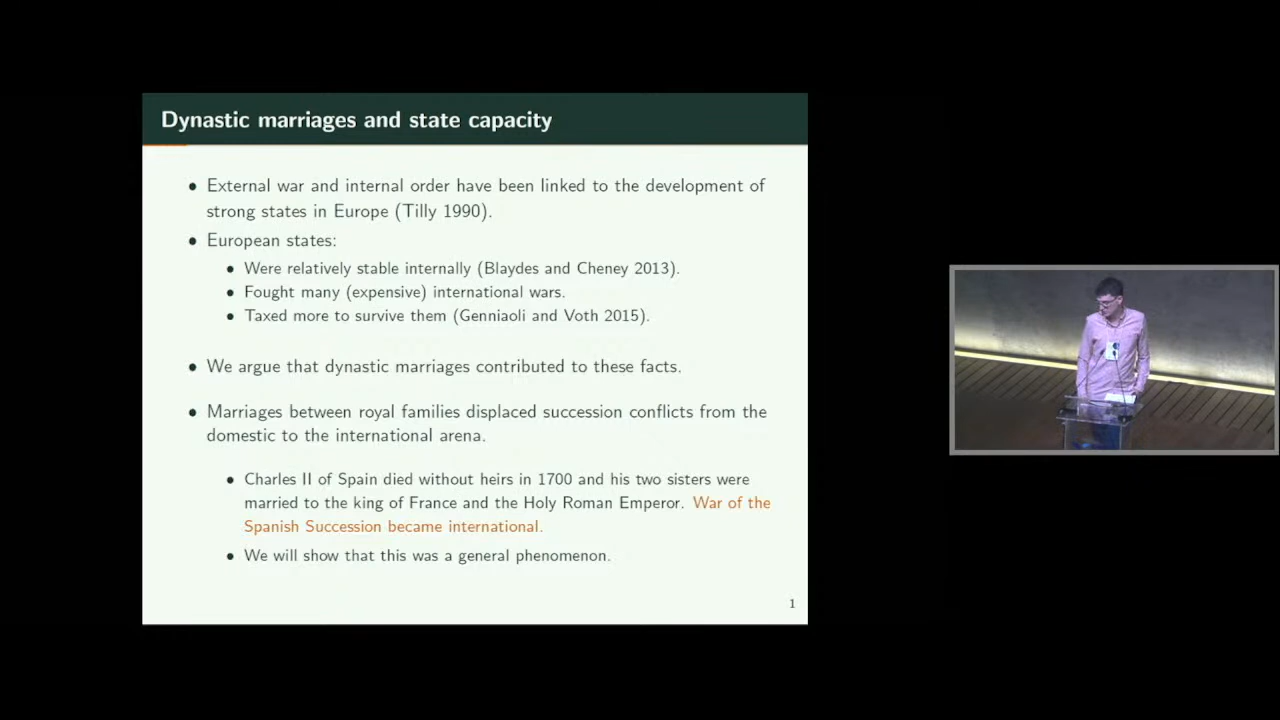 Dynastic marriages and state capacity
• External war and internal order have been linked to the development of
strong states in Europe (Tilly 1990).
• European states:
• Were relatively stable internally (Blaydes and Cheney 2013).
• Fought many (expensive) international wars.
• Taxed more to survive them (Genniaoli and Voth 2015).
• We argue that dynastic marriages contributed to these facts.
• Marriages between royal families displaced succession conflicts from the
domestic to the international arena.
• Charles II of Spain died without heirs in 1700 and his two sisters were
married to the king of France and the Holy Roman Emperor. War of the
Spanish Succession became international.
• We will show that this was a general phenomenon.
1